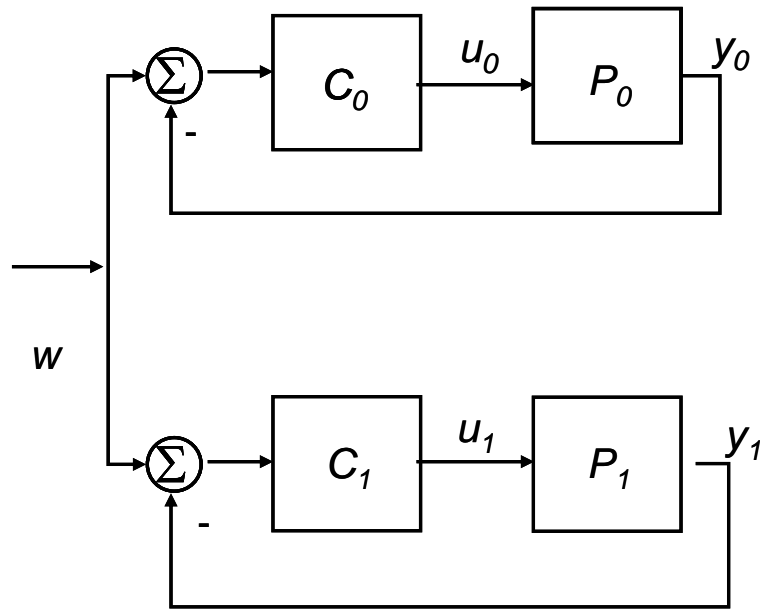 Σ
-
C₀
u₀
P₀
y₀
w
Σ
-
C₁
u₁
P₁
y₁